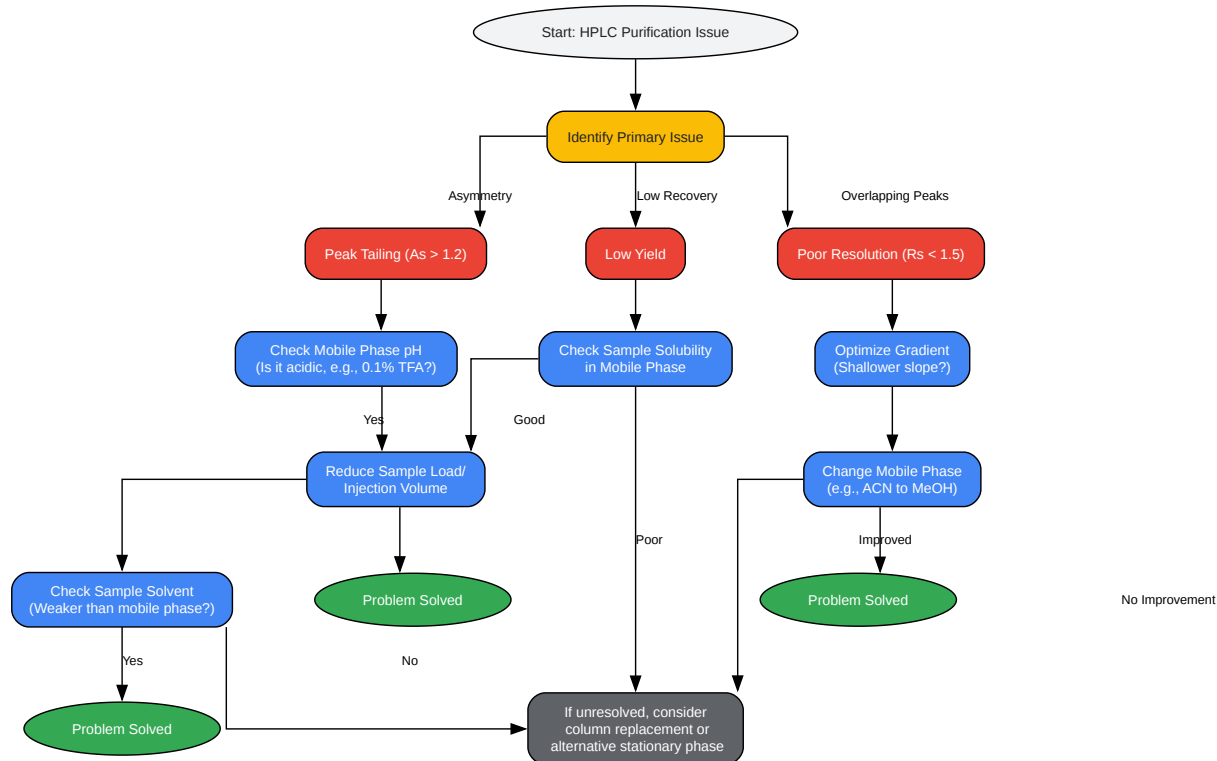 Start: HPLC Purification Issue
Identify Primary Issue
Asymmetry
Low Recovery
Overlapping Peaks
Peak Tailing (As > 1.2)
Low Yield
Poor Resolution (Rs < 1.5)
Check Mobile Phase pH
(Is it acidic, e.g., 0.1% TFA?)
Check Sample Solubility
in Mobile Phase
Optimize Gradient
(Shallower slope?)
Yes
Good
Reduce Sample Load/
Injection Volume
Change Mobile Phase
(e.g., ACN to MeOH)
Poor
Improved
Check Sample Solvent
(Weaker than mobile phase?)
Problem Solved
Problem Solved
No Improvement
Yes
No
Problem Solved
If unresolved, consider
column replacement or
alternative stationary phase